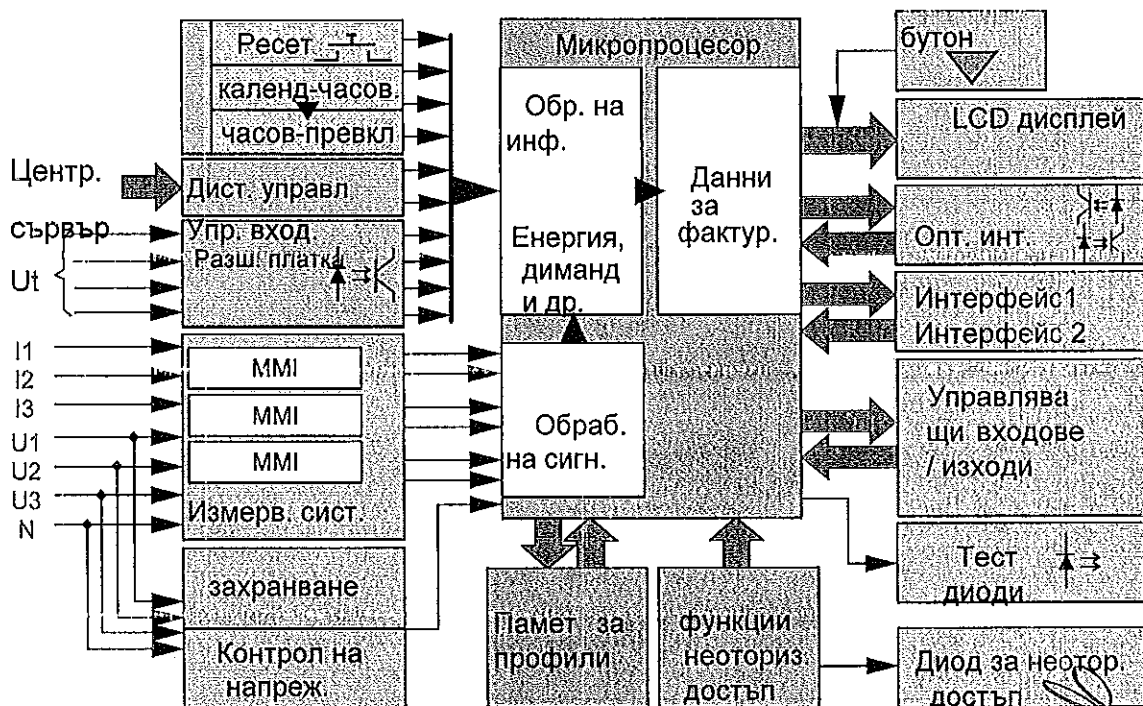 Ресет
календ-часов.
часов-превкл
Центр.
сървър
Дист. управл
Упр. вход.
Разш. платка
Ut
I1
I2
I3
U1
U2
U3
N
MMI
MMI
MMI
Измерв. сист.
захранване
Контрол на
напреж.
Микропроцесор
Обр. на
инф.
Енергия,
диманд
и др.
Данни
за
фактур.
Обраб.
на сигн.
Памет за
профили
функции
неоториз
достъп
бутон
LCD дисплей
Опт. инт.
Интерфейс1
Интерфейс 2
Управлява
щи входове
/ изходи
Тест
диоди
Диод за неотор.
достъп